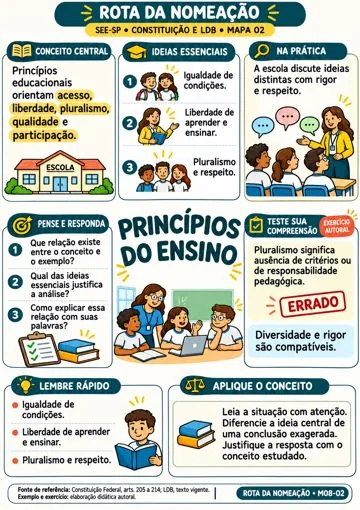 ROTA DA NOMEAÇÃO
SEE-SP • CONSTITUIÇÃO E LDB • MAPA 02
CONCEITO CENTRAL
Princípios
educacionais
orientam acesso,
liberdade, pluralismo,
qualidade e
participação.
ESCOLA
IDEIAS ESSENCIAIS
1
Igualdade de
condições.
2
Liberdade de
aprender e
ensinar.
3
Pluralismo
e respeito.
NA PRÁTICA
A escola discute ideias
distintas com rigor
e respeito.
PENSE E RESPONDA
1
Que relação existe
entre o conceito e
o exemplo?
2
Qual das ideias
essenciais justifica
a análise?
3
Como explicar essa
relação com suas
palavras?
PRINCÍPIOS
DO ENSINO
TESTE SUA
COMPREENSÃO
EXERCÍCIO
AUTORAL
Pluralismo significa
ausência de critérios ou
de responsabilidade
pedagógica.
ERRADO
Diversidade e rigor
são compatíveis.
LEMBRE RÁPIDO
Igualdade de
condições.
Liberdade de aprender
e ensinar.
Pluralismo e respeito.
APLIQUE O CONCEITO
Leia a situação com atenção.
Diferencie a ideia central de
uma conclusão exagerada.
Justifique a resposta com o
conceito estudado.
Fonte de referência: Constituição Federal, arts. 205 a 214; LDB, texto vigente.
Exemplo e exercício: elaboração didática autoral.
ROTA DA NOMEAÇÃO • M08-02